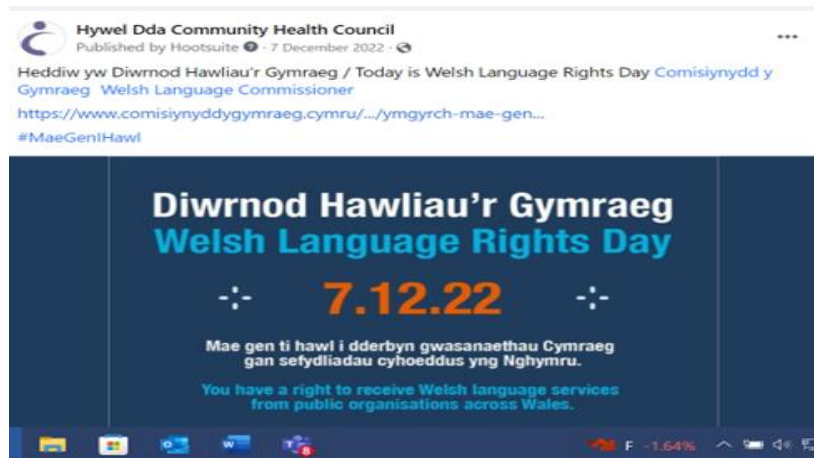 Hywel Dda Community Health Council
Published by Hootsuite · 7 December 2022 ·
Heddiw yw Diwrnod Hawliau'r Gymraeg / Today is Welsh Language Rights Day Comisiynydd y
Gymraeg Welsh Language Commissioner
https://www.comisiynyddygymraeg.cymru/.../ymgyrch-mae-gen...
#MaeGenIHawl
Diwrnod Hawliau'r Gymraeg
Welsh Language Rights Day
7.12.22
Mae gen ti hawl i dderbyn gwasanaethau Cymraeg
gan sefydliadau cyhoeddus yng Nghymru.
You have a right to receive Welsh language services
from public organisations across Wales.
8 F -1.64%